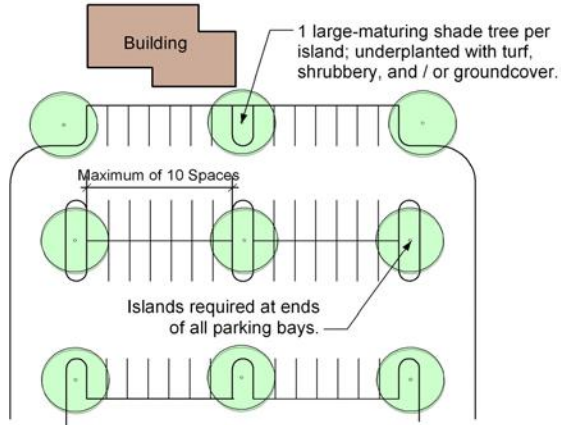 Building
1 large-maturing shade tree per
island; underplanted with turf,
shrubbery, and / or groundcover.
Maximum of 10 Spaces
Islands required at ends
of all parking bays.